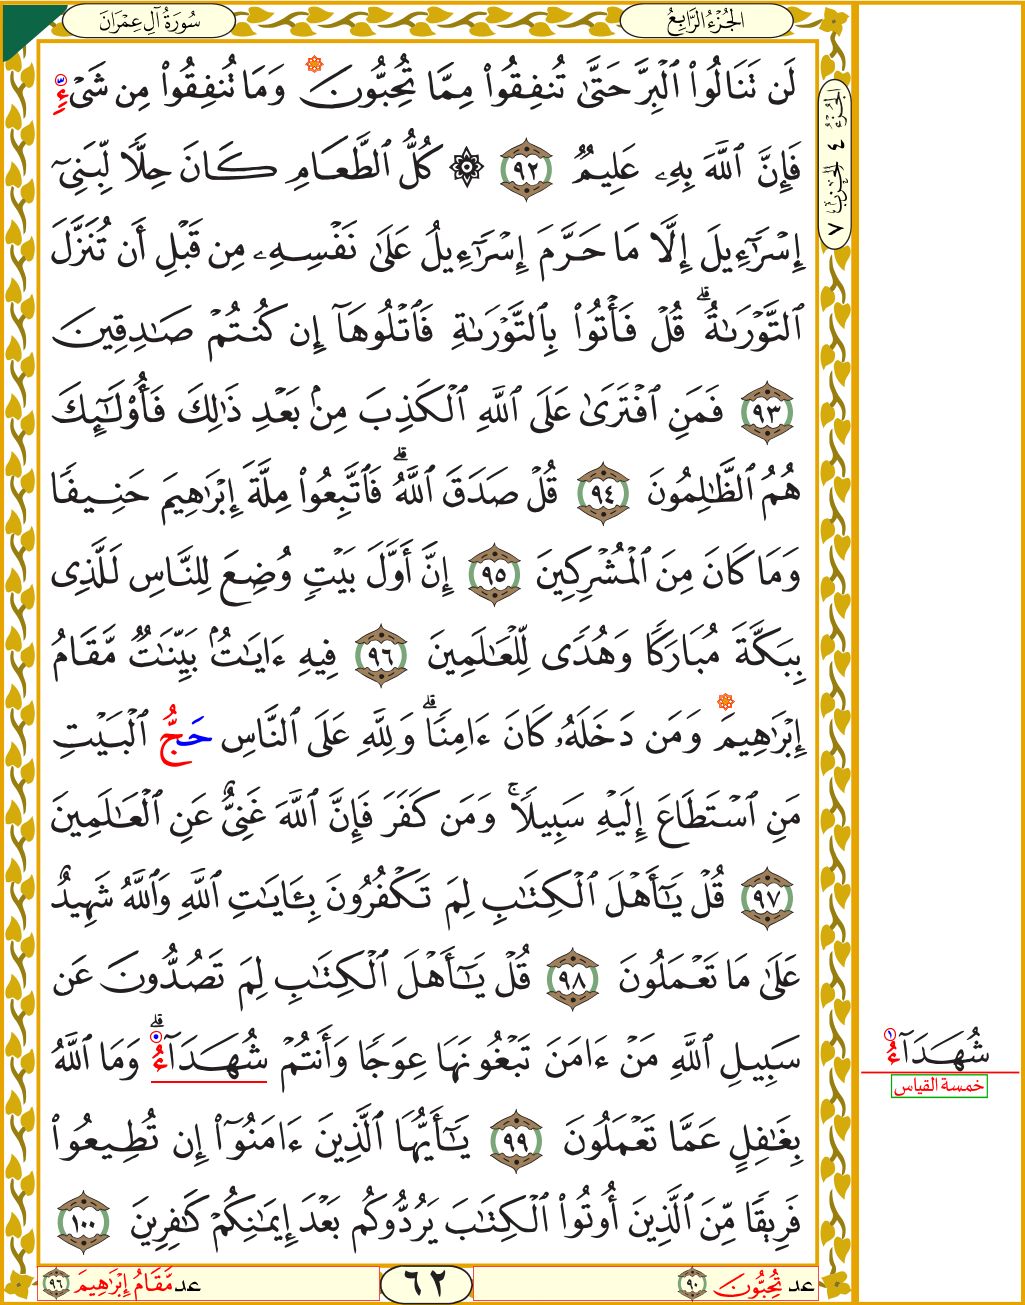 سُورَةُ آلِ عِمْرَانَ
الجُزْءُ الرَّابِعُ
لَن تَنَالُوا۟ ٱلْبِرَّ حَتَّىٰ تُنفِقُوا۟ مِمَّا تُحِبُّونَ وَمَا تُنفِقُوا۟ مِن شَىْءٍ
فَإِنَّ ٱللَّهَ بِهِۦ عَلِيمٌ ٩٢ ۞ كُلُّ ٱلطَّعَامِ كَانَ حِلًّا لِّبَنِىٓ
إِسْرَٰٓءِيلَ إِلَّا مَا حَرَّمَ إِسْرَٰٓءِيلُ عَلَىٰ نَفْسِهِۦ مِن قَبْلِ أَن تُنَزَّلَ
ٱلتَّوْرَىٰةُ ۗ قُلْ فَأْتُوا۟ بِٱلتَّوْرَىٰةِ فَٱتْلُوهَآ إِن كُنتُمْ صَـٰدِقِينَ
٩٣ فَمَنِ ٱفْتَرَىٰ عَلَى ٱللَّهِ ٱلْكَذِبَ مِنۢ بَعْدِ ذَٰلِكَ فَأُو۟لَـٰٓئِكَ
هُمُ ٱلظَّـٰلِمُونَ ٩٤ قُلْ صَدَقَ ٱللَّهُ ۗ فَٱتَّبِعُوا۟ مِلَّةَ إِبْرَٰهِيمَ حَنِيفًا
وَمَا كَانَ مِنَ ٱلْمُشْرِكِينَ ٩٥ إِنَّ أَوَّلَ بَيْتٍ وُضِعَ لِلنَّاسِ لَلَّذِى
بِبَكَّةَ مُبَارَكًا وَهُدًى لِّلْعَـٰلَمِينَ ٩٦ فِيهِ ءَايَـٰتٌۢ بَيِّنَـٰتٌ مَّقَامُ
إِبْرَٰهِيمَ وَمَن دَخَلَهُۥ كَانَ ءَامِنًا ۗ وَلِلَّهِ عَلَى ٱلنَّاسِ حَجُّ ٱلْبَيْتِ
مَنِ ٱسْتَطَاعَ إِلَيْهِ سَبِيلًا ۚ وَمَن كَفَرَ فَإِنَّ ٱللَّهَ غَنِىٌّ عَنِ ٱلْعَـٰلَمِينَ
٩٧ قُلْ يَـٰٓأَهْلَ ٱلْكِتَـٰبِ لِمَ تَكْفُرُونَ بِـَٔايَـٰتِ ٱللَّهِ وَٱللَّهُ شَهِيدٌ
عَلَىٰ مَا تَعْمَلُونَ ٩٨ قُلْ يَـٰٓأَهْلَ ٱلْكِتَـٰبِ لِمَ تَصُدُّونَ عَن
سَبِيلِ ٱللَّهِ مَنْ ءَامَنَ تَبْغُونَهَا عِوَجًا وَأَنتُمْ شُهَدَآءُ ۗ وَمَا ٱللَّهُ
بِغَـٰفِلٍ عَمَّا تَعْمَلُونَ ٩٩ يَـٰٓأَيُّهَا ٱلَّذِينَ ءَامَنُوٓا۟ إِن تُطِيعُوا۟
فَرِيقًا مِّنَ ٱلَّذِينَ أُوتُوا۟ ٱلْكِتَـٰبَ يَرُدُّوكُم بَعْدَ إِيمَـٰنِكُمْ كَـٰفِرِينَ ١٠٠
عد تُحِبُّونَ ٩٠
٦٢
عد مَّقَامُ إِبْرَٰهِيمَ ٩٦
الجُزْءُ ٤ الحِزْبُ ٧
شُهَدَآءُ ١
خمسة القياس